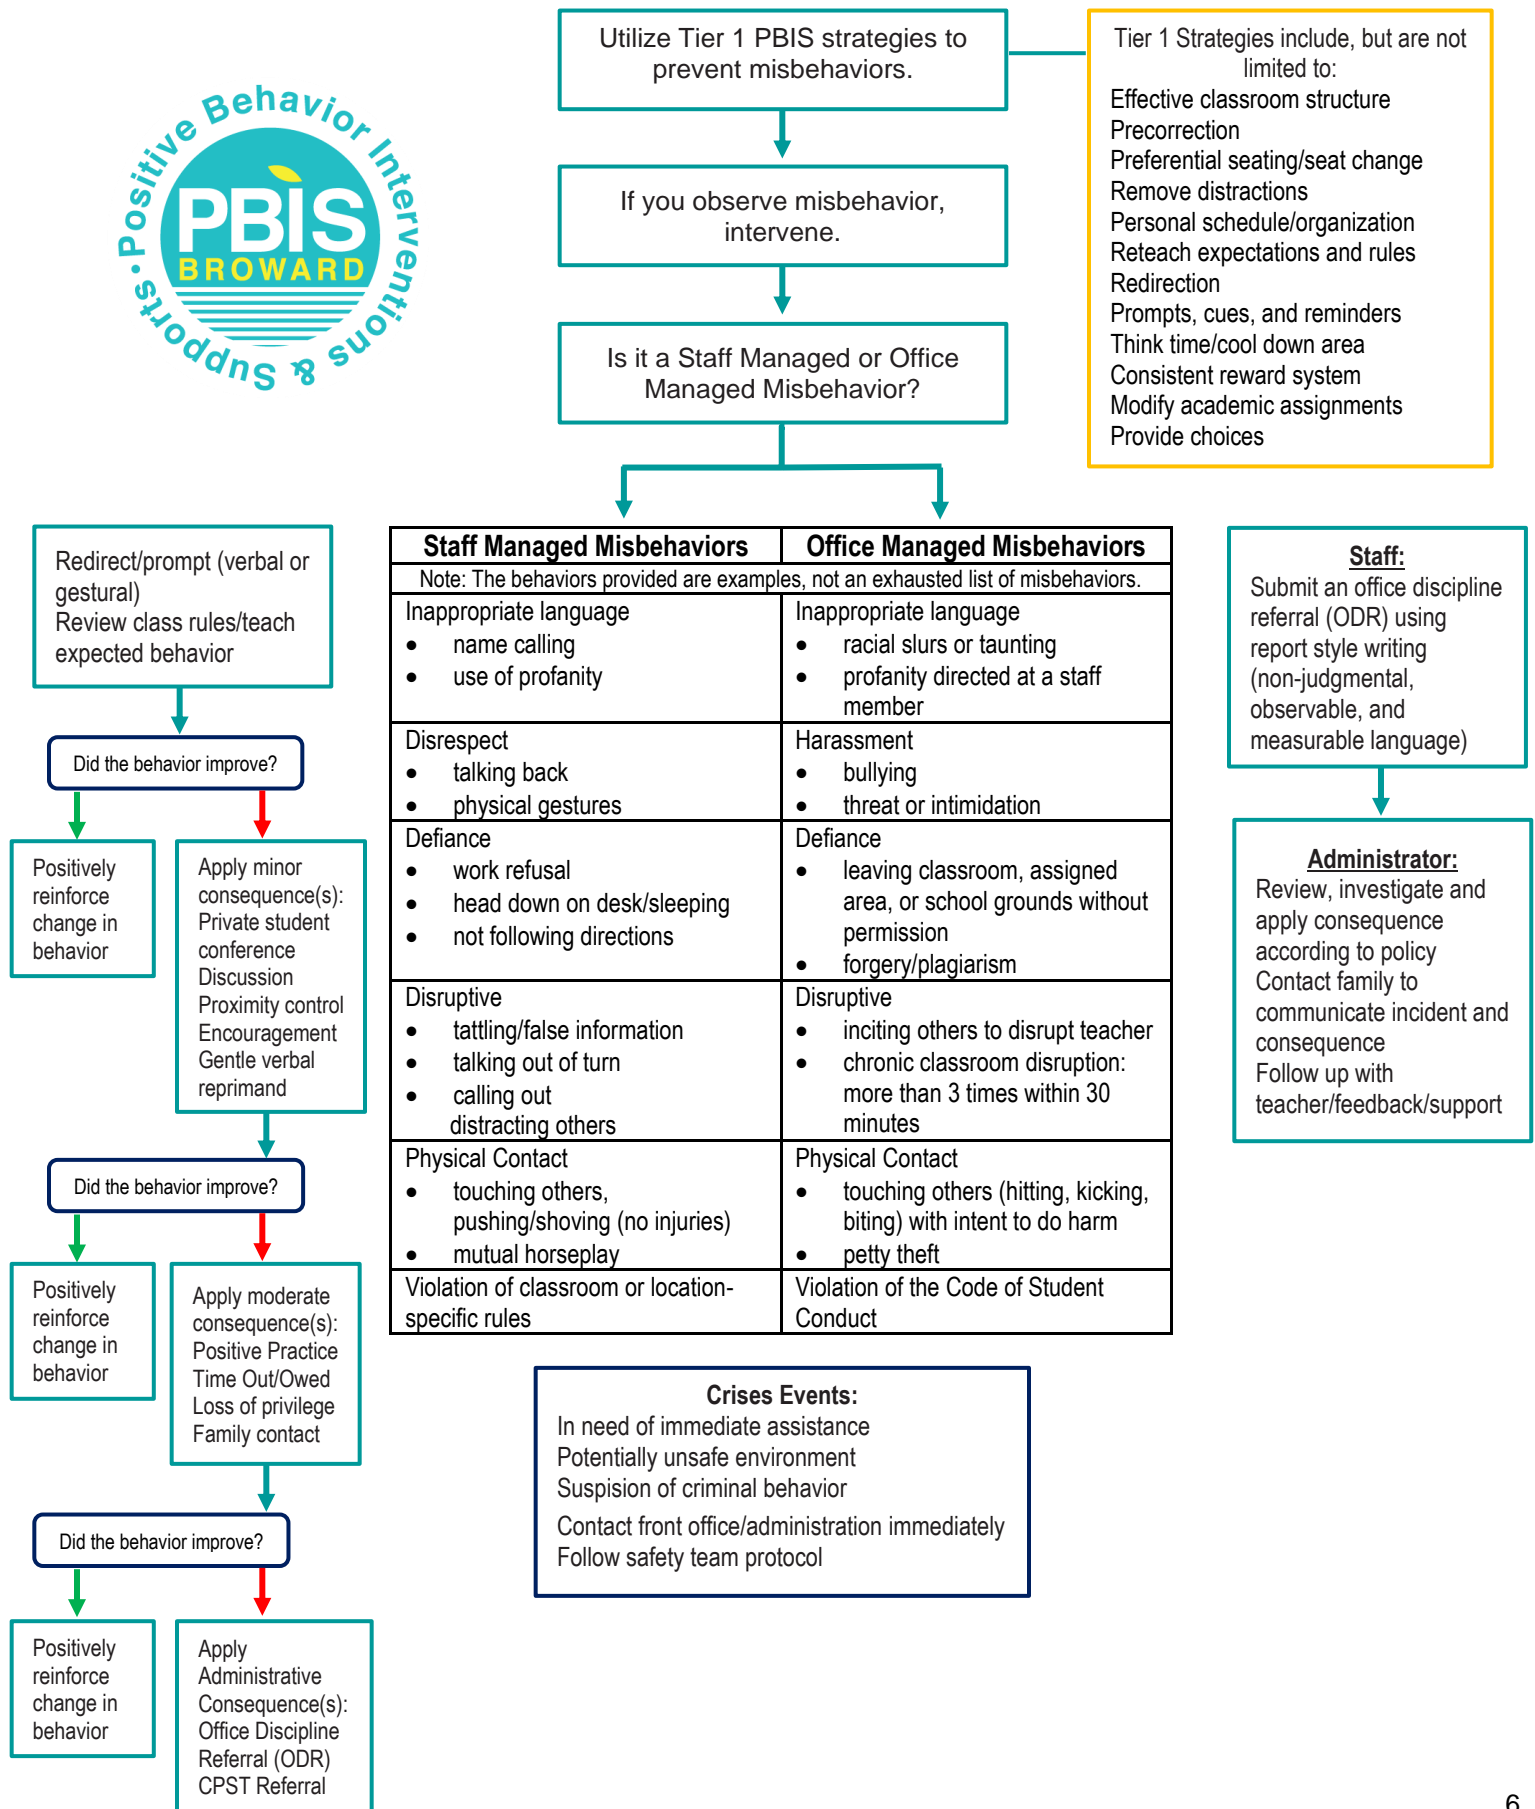 Utilize Tier 1 PBIS strategies to
prevent misbehaviors.
Tier 1 Strategies include, but are not
limited to:
Effective classroom structure
Precorrection
Preferential seating/seat change
Remove distractions
Personal schedule/organization
Reteach expectations and rules
Redirection
Prompts, cues, and reminders
Think time/cool down area
Consistent reward system
Modify academic assignments
Provide choices
• Positive Behavior Interventions & Supports
PBIS
BROWARD
If you observe misbehavior,
intervene.
Is it a Staff Managed or Office
Managed Misbehavior?
Redirect/prompt (verbal or
gestural)
Review class rules/teach
expected behavior
Did the behavior improve?
Positively
reinforce
change in
behavior
Apply minor
consequence(s):
Private student
conference
Discussion
Proximity control
Encouragement
Gentle verbal
reprimand
Did the behavior improve?
Positively
reinforce
change in
behavior
Apply moderate
consequence(s):
Positive Practice
Time Out/Owed
Loss of privilege
Family contact
Did the behavior improve?
Positively
reinforce
change in
behavior
Apply
Administrative
Consequence(s):
Office Discipline
Referral (ODR)
CPST Referral
Staff Managed Misbehaviors
Office Managed Misbehaviors
Note: The behaviors provided are examples, not an exhausted list of misbehaviors.
Inappropriate language
• name calling
• use of profanity
Inappropriate language
• racial slurs or taunting
• profanity directed at a staff
member
Disrespect
• talking back
• physical gestures
Harassment
• bullying
• threat or intimidation
Defiance
• work refusal
• head down on desk/sleeping
• not following directions
Defiance
• leaving classroom, assigned
area, or school grounds without
permission
• forgery/plagiarism
Disruptive
• tattling/false information
• talking out of turn
• calling out
distracting others
Disruptive
• inciting others to disrupt teacher
• chronic classroom disruption:
more than 3 times within 30
minutes
Physical Contact
• touching others,
pushing/shoving (no injuries)
• mutual horseplay
Physical Contact
• touching others (hitting, kicking,
biting) with intent to do harm
• petty theft
Violation of classroom or location-
specific rules
Violation of the Code of Student
Conduct
Staff:
Submit an office discipline
referral (ODR) using
report style writing
(non-judgmental,
observable, and
measurable language)
Administrator:
Review, investigate and
apply consequence
according to policy
Contact family to
communicate incident and
consequence
Follow up with
teacher/feedback/support
Crises Events:
In need of immediate assistance
Potentially unsafe environment
Suspision of criminal behavior
Contact front office/administration immediately
Follow safety team protocol
6